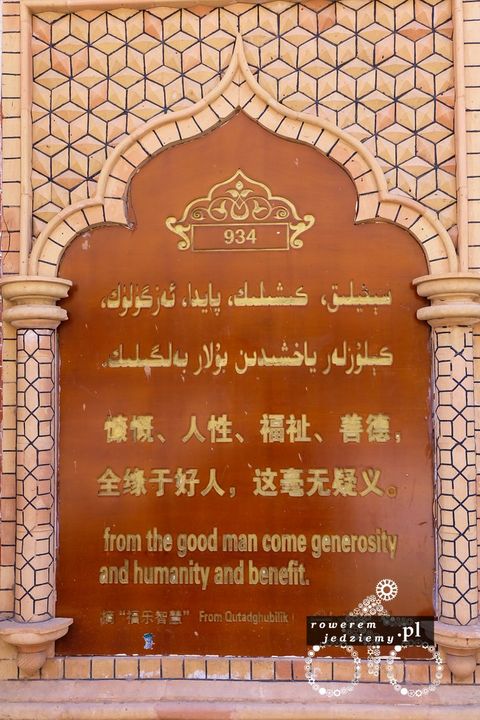 934
سېخىيلىق، كىشىلىك، پايدا، ئەزگۈلۈك،
كېلۇرلەر ياخشىدىن بۇلار بەلگىلىك.
慷慨、人性、福祉、善德，
全缘于好人，这毫无疑义。
from the good man come generosity
and humanity and benefit.
摘“福乐智慧” From Qutadghubilik
rowerem
jedziemy.pl